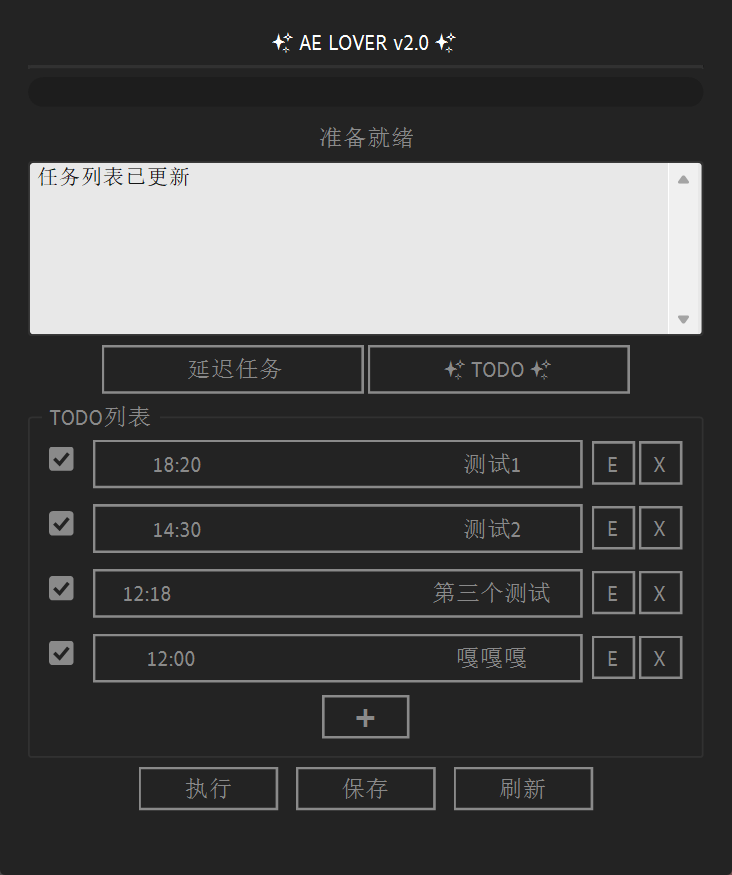 ✨ AE LOVER v2.0 ✨
准备就绪
任务列表已更新
延迟任务 ✨ TODO ✨
TODO列表
18:20 测试1 E X
14:30 测试2 E X
12:18 第三个测试 E X
12:00 嘎嘎嘎 E X
+
执行 保存 刷新